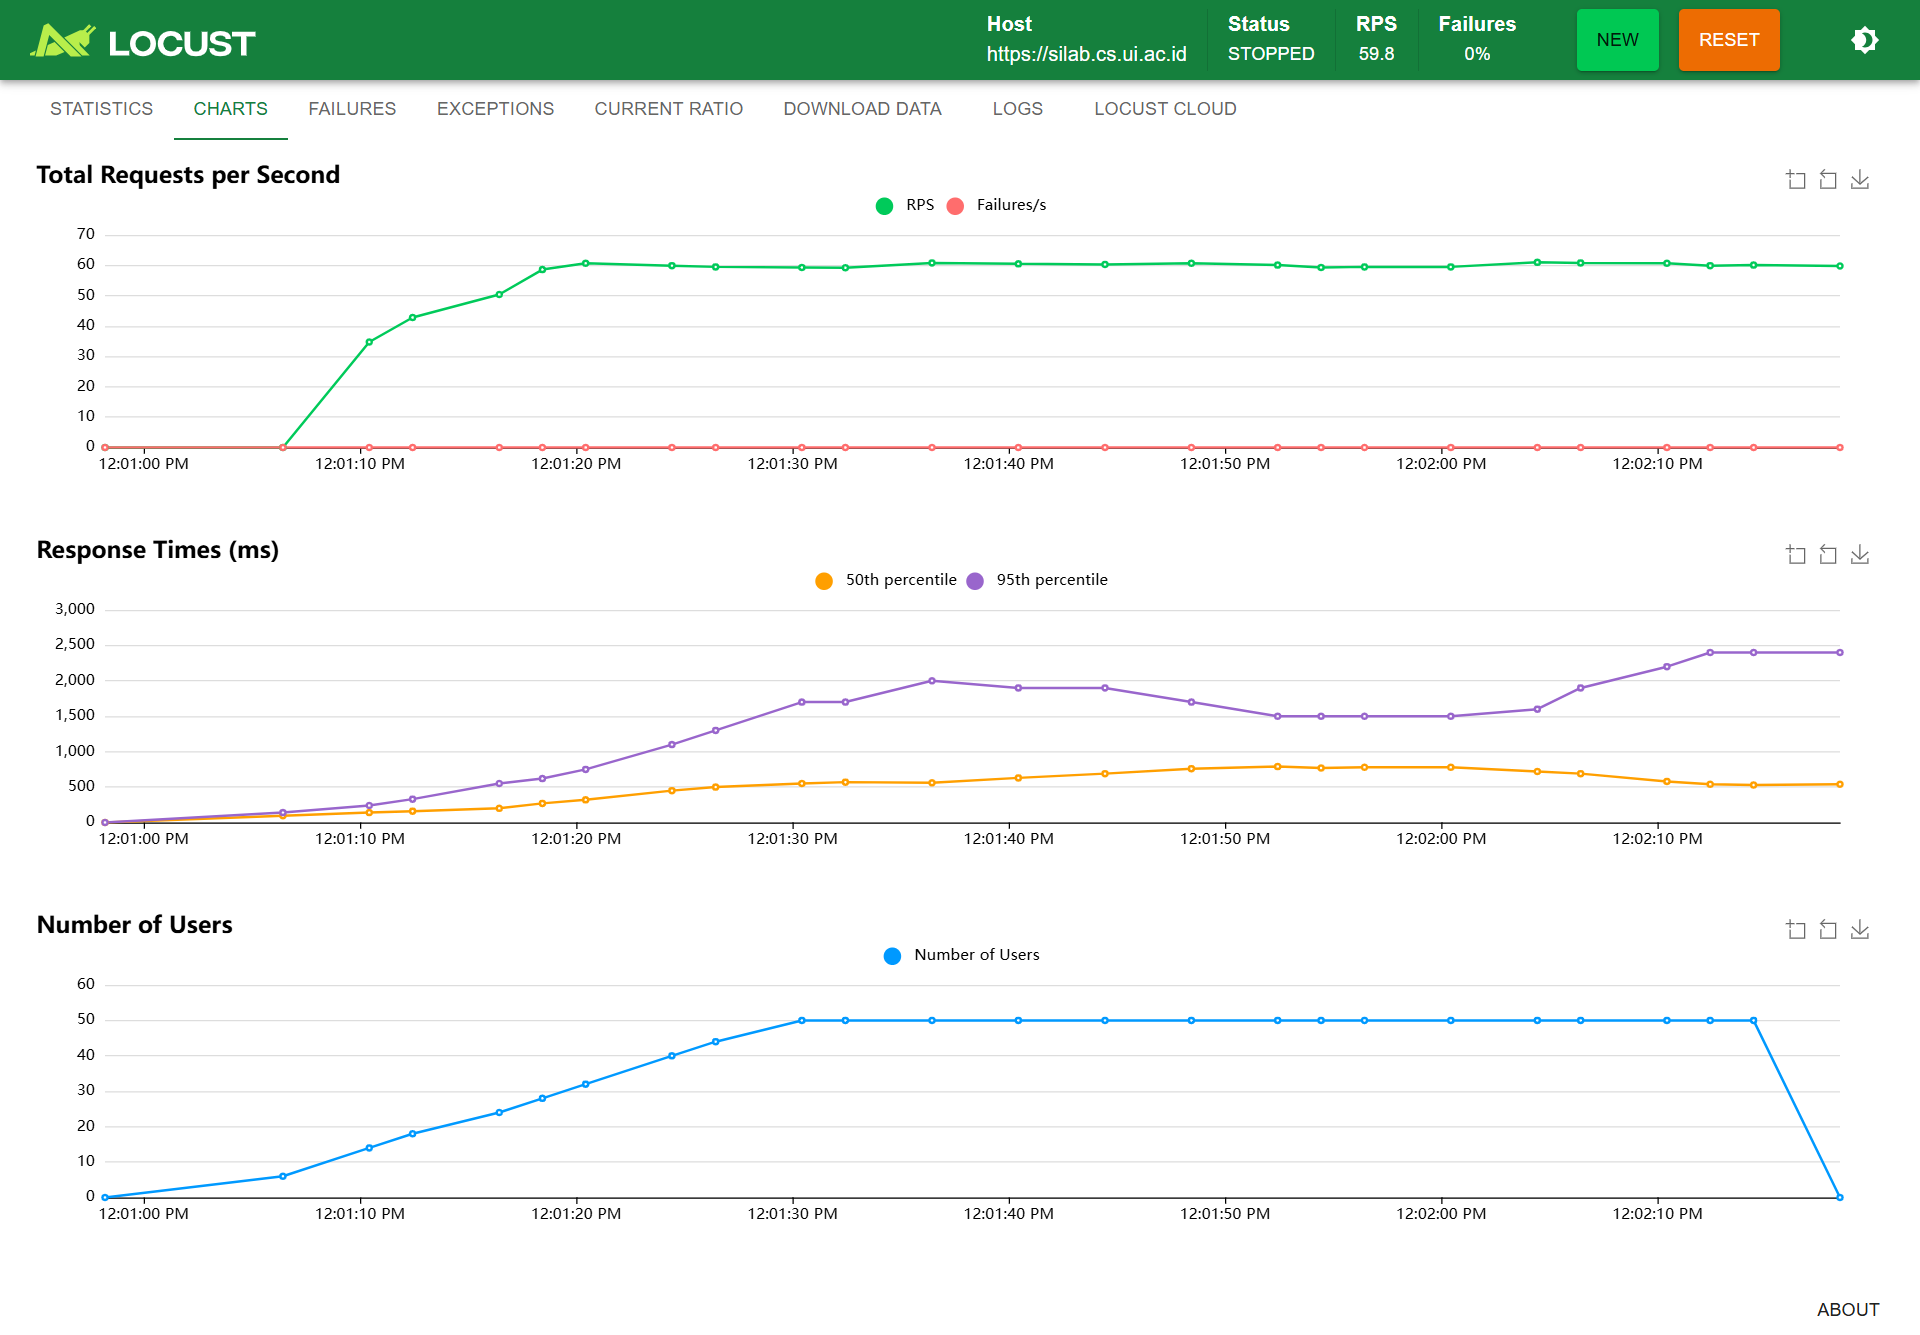 LOCUST
Host
https://silab.cs.ui.ac.id
Status
STOPPED
RPS
59.8
Failures
0%
NEW
RESET
STATISTICS CHARTS FAILURES EXCEPTIONS CURRENT RATIO DOWNLOAD DATA LOGS LOCUST CLOUD
Total Requests per Second
RPS Failures/s
70
60
50
40
30
20
10
0
12:01:00 PM 12:01:10 PM 12:01:20 PM 12:01:30 PM 12:01:40 PM 12:01:50 PM 12:02:00 PM 12:02:10 PM
Response Times (ms)
50th percentile 95th percentile
3,000
2,500
2,000
1,500
1,000
500
0
12:01:00 PM 12:01:10 PM 12:01:20 PM 12:01:30 PM 12:01:40 PM 12:01:50 PM 12:02:00 PM 12:02:10 PM
Number of Users
Number of Users
60
50
40
30
20
10
0
12:01:00 PM 12:01:10 PM 12:01:20 PM 12:01:30 PM 12:01:40 PM 12:01:50 PM 12:02:00 PM 12:02:10 PM
ABOUT